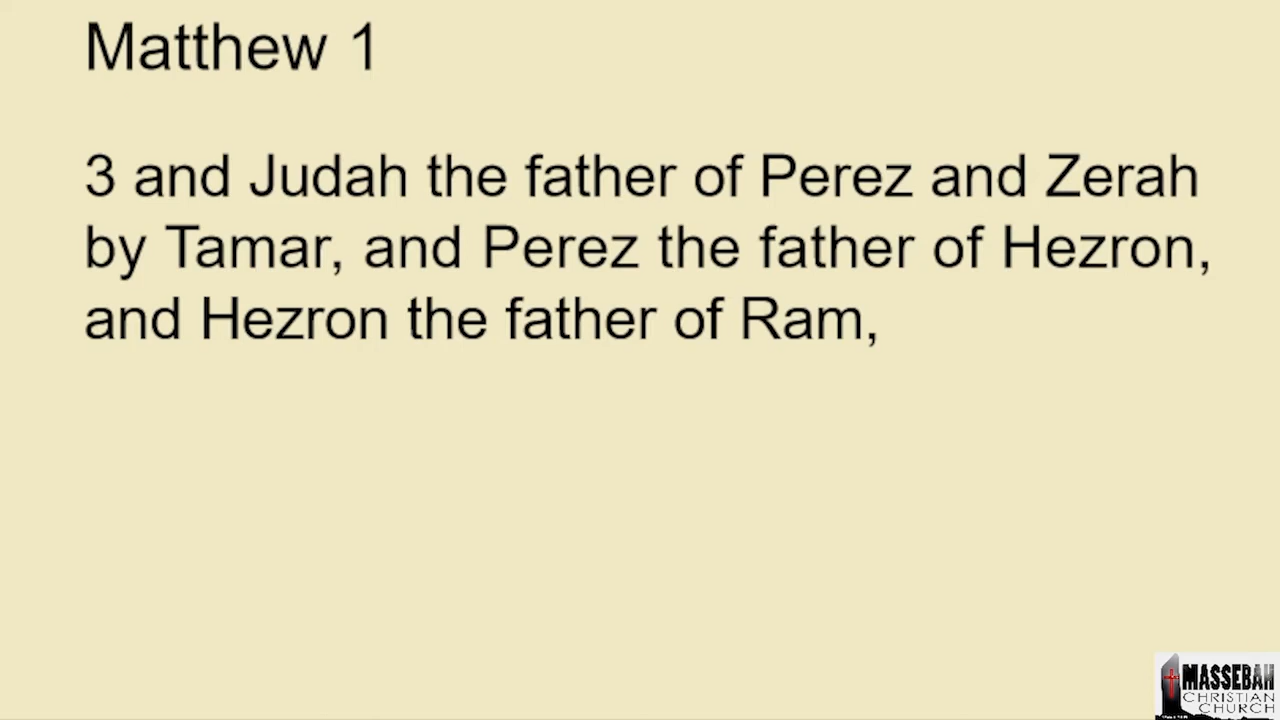 Matthew 1
3 and Judah the father of Perez and Zerah
by Tamar, and Perez the father of Hezron,
and Hezron the father of Ram,
MASSEBAH
CHRISTIAN
CHURCH